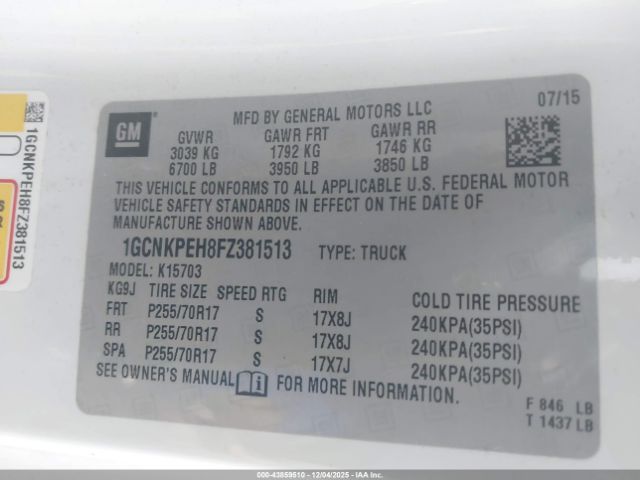 1GCNKPEH8FZ381513
GM
MFD BY GENERAL MOTORS LLC
07/15
GVWR GAWR FRT GAWR RR
3039 KG 1792 KG 1746 KG
6700 LB 3950 LB 3850 LB
THIS VEHICLE CONFORMS TO ALL APPLICABLE U.S. FEDERAL MOTOR
VEHICLE SAFETY STANDARDS IN EFFECT ON THE DATE OF
MANUFACTURE SHOWN ABOVE.
1GCNKPEH8FZ381513 TYPE: TRUCK
MODEL: K15703
KG9J TIRE SIZE SPEED RTG RIM COLD TIRE PRESSURE
FRT P255/70R17 S 17X8J 240KPA(35PSI)
RR P255/70R17 S 17X8J 240KPA(35PSI)
SPA P255/70R17 S 17X7J 240KPA(35PSI)
SEE OWNER'S MANUAL FOR MORE INFORMATION.
F 846 LB
T 1437 LB
000-43859510 - 12/04/2025 - IAAI.COM